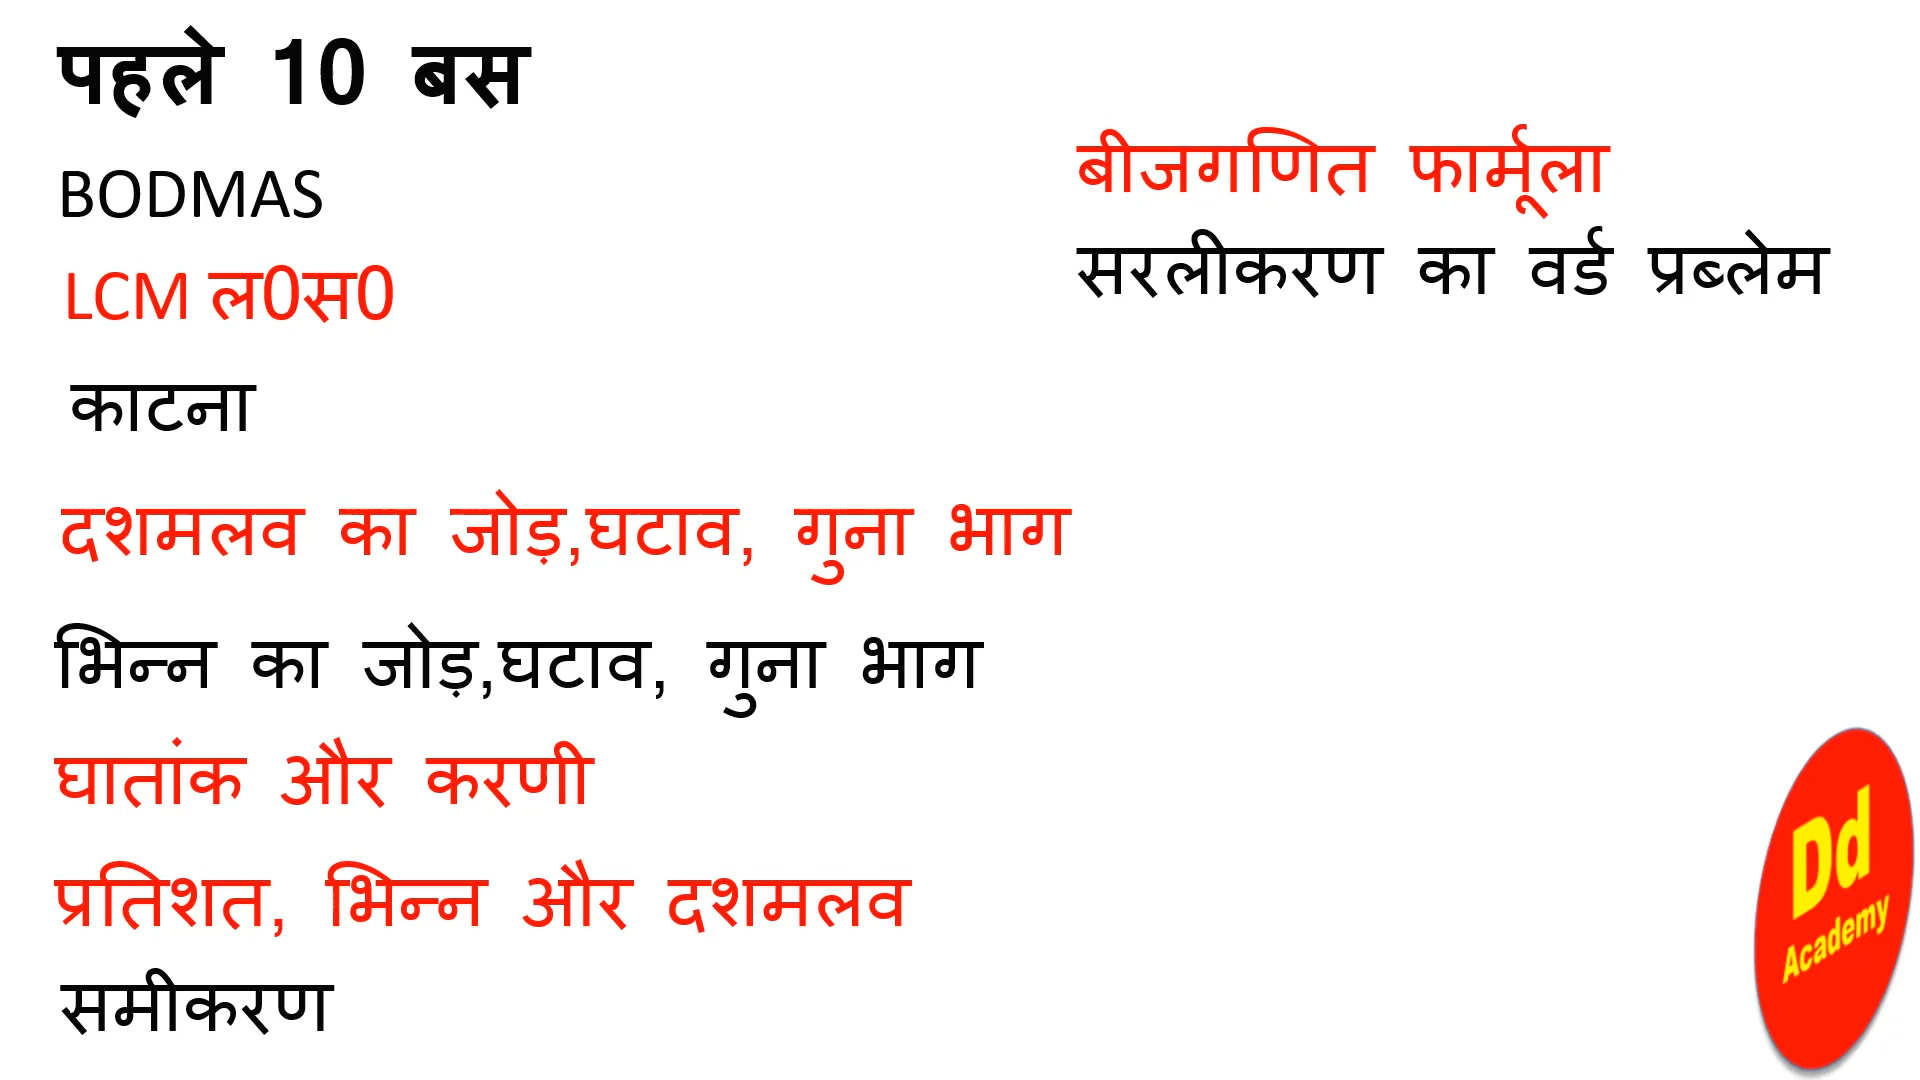 पहले 10 बस
BODMAS
LCM ल0स0
काटना
दशमलव का जोड़,घटाव, गुना भाग
भिन्न का जोड़,घटाव, गुना भाग
घातांक और करणी
प्रतिशत, भिन्न और दशमलव
समीकरण
बीजगणित फार्मूला
सरलीकरण का वर्ड प्रब्लेम
Dd
Academy